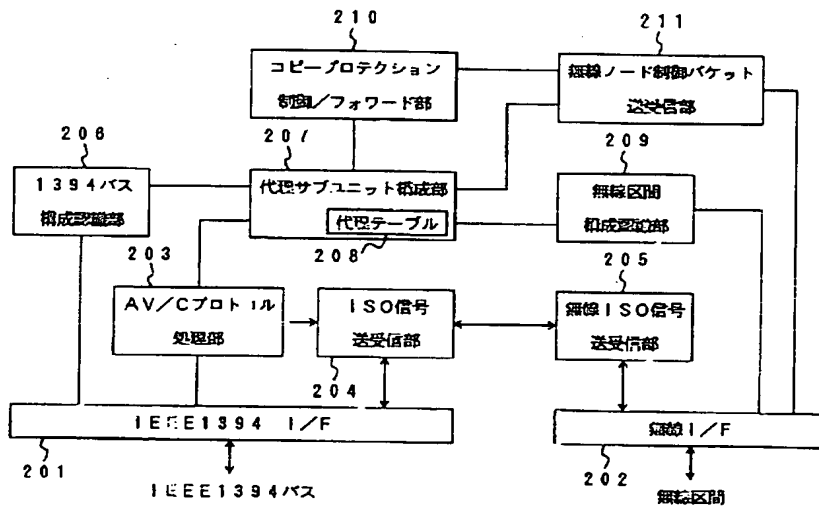 210
コピープロテクション
制御／フォワード部
211
無線ノード制御パケット
送受信部
206
1394バス
構成認識部
207
代理サブユニット構成部
代理テーブル
208
209
無線区間
構成認識部
203
AV／Cプロトコル
処理部
ISO信号
送受信部
204
205
無線ISO信号
送受信部
IEEE1394 I／F
201
IEEE1394バス
無線I／F
202
無線区間